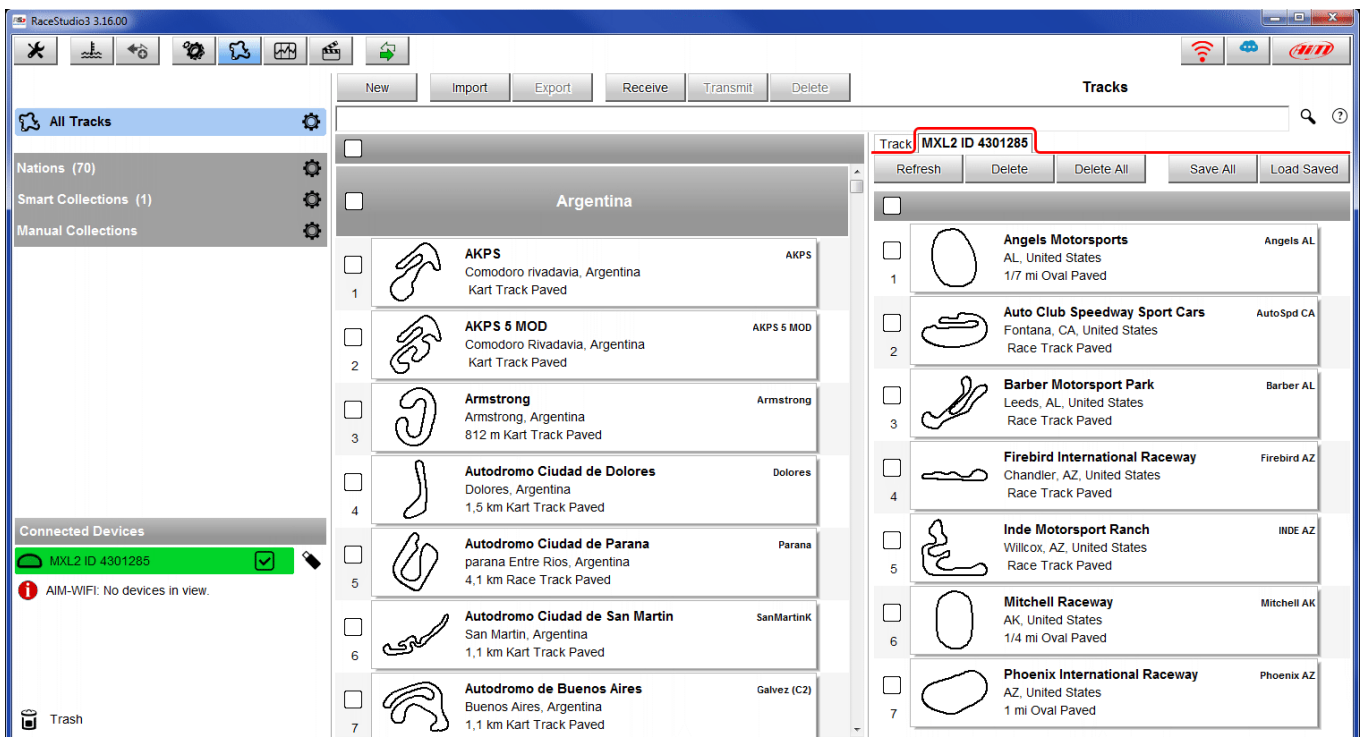 RaceStudio3 3.16.00
AiM
New Import Export Receive Transmit Delete
Tracks
All Tracks
?
Nations (70)
Smart Collections (1)
Manual Collections
Connected Devices
MXL2 ID 4301285
i AIM-WIFI: No devices in view.
Trash
Argentina
AKPS AKPS
Comodoro rivadavia, Argentina
Kart Track Paved
1
AKPS 5 MOD AKPS 5 MOD
Comodoro Rivadavia, Argentina
Kart Track Paved
2
Armstrong Armstrong
Armstrong, Argentina
812 m Kart Track Paved
3
Autodromo Ciudad de Dolores Dolores
Dolores, Argentina
1,5 km Kart Track Paved
4
Autodromo Ciudad de Parana Parana
parana Entre Rios, Argentina
4,1 km Race Track Paved
5
Autodromo Ciudad de San Martin SanMartinK
San Martin, Argentina
1,1 km Kart Track Paved
6
Autodromo de Buenos Aires Galvez (C2)
Buenos Aires, Argentina
1,1 km Kart Track Paved
7
Track MXL2 ID 4301285
Refresh Delete Delete All Save All Load Saved
Angels Motorsports Angels AL
AL, United States
1/7 mi Oval Paved
1
Auto Club Speedway Sport Cars AutoSpd CA
Fontana, CA, United States
Race Track Paved
2
Barber Motorsport Park Barber AL
Leeds, AL, United States
Race Track Paved
3
Firebird International Raceway Firebird AZ
Chandler, AZ, United States
Race Track Paved
4
Inde Motorsport Ranch INDE AZ
Willcox, AZ, United States
Race Track Paved
5
Mitchell Raceway Mitchell AK
AK, United States
1/4 mi Oval Paved
6
Phoenix International Raceway Phoenix AZ
AZ, United States
1 mi Oval Paved
7